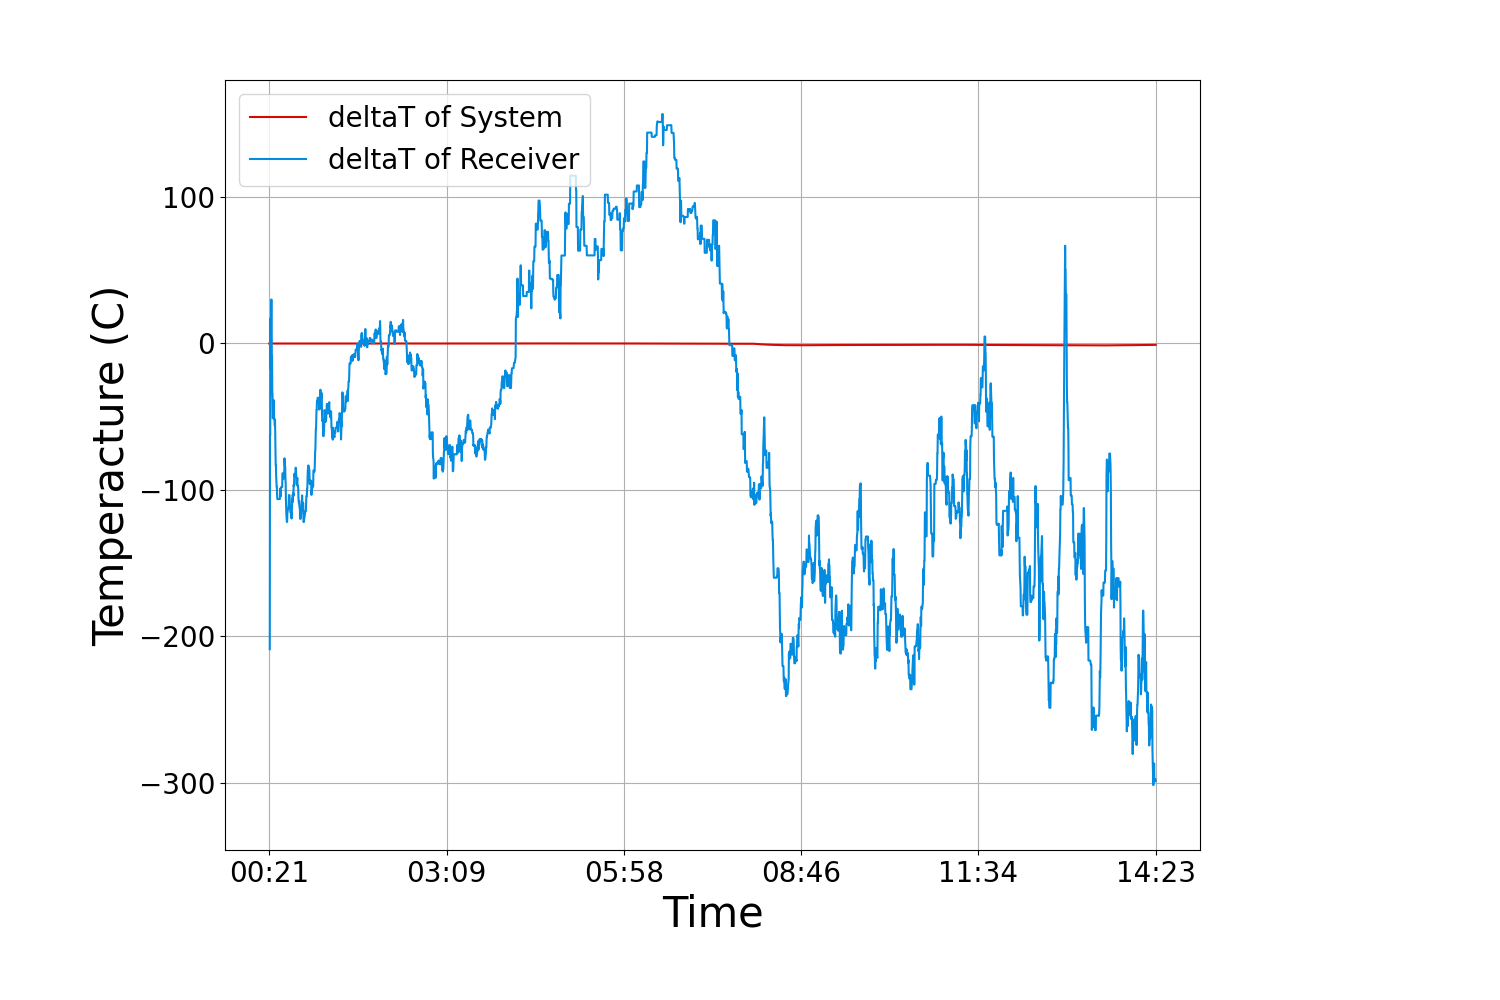 deltaT of System
deltaT of Receiver
Temperacture (C)
100
0
−100
−200
−300
00:21 03:09 05:58 08:46 11:34 14:23
Time